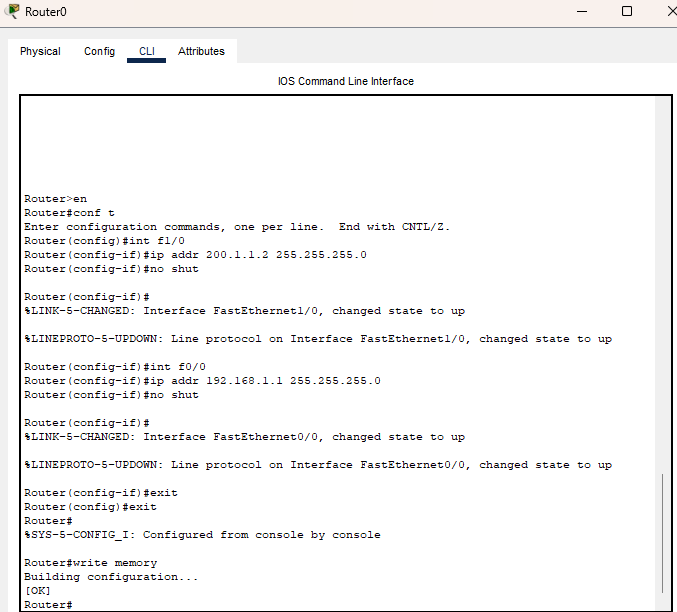 Router0
Physical Config CLI Attributes
IOS Command Line Interface
Router>en
Router#conf t
Enter configuration commands, one per line.  End with CNTL/Z.
Router(config)#int f1/0
Router(config-if)#ip addr 200.1.1.2 255.255.255.0
Router(config-if)#no shut
Router(config-if)#
%LINK-5-CHANGED: Interface FastEthernet1/0, changed state to up
%LINEPROTO-5-UPDOWN: Line protocol on Interface FastEthernet1/0, changed state to up
Router(config-if)#int f0/0
Router(config-if)#ip addr 192.168.1.1 255.255.255.0
Router(config-if)#no shut
Router(config-if)#
%LINK-5-CHANGED: Interface FastEthernet0/0, changed state to up
%LINEPROTO-5-UPDOWN: Line protocol on Interface FastEthernet0/0, changed state to up
Router(config-if)#exit
Router(config)#exit
Router#
%SYS-5-CONFIG_I: Configured from console by console
Router#write memory
Building configuration...
[OK]
Router#